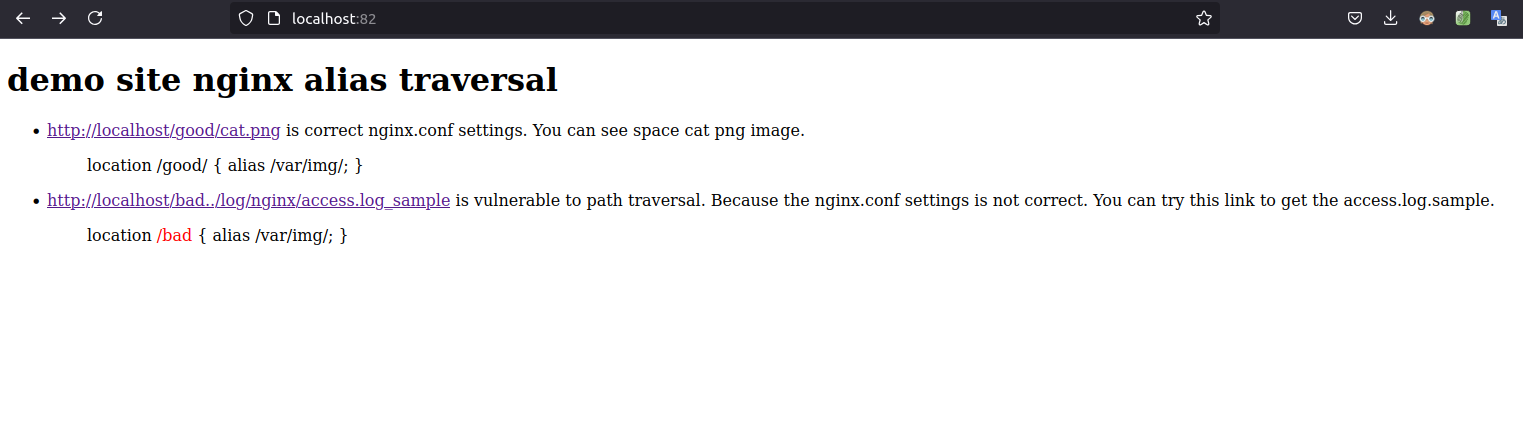 localhost:82
demo site nginx alias traversal
• http://localhost/good/cat.png is correct nginx.conf settings. You can see space cat png image.
location /good/ { alias /var/img/; }
• http://localhost/bad../log/nginx/access.log_sample is vulnerable to path traversal. Because the nginx.conf settings is not correct. You can try this link to get the access.log.sample.
location /bad { alias /var/img/; }